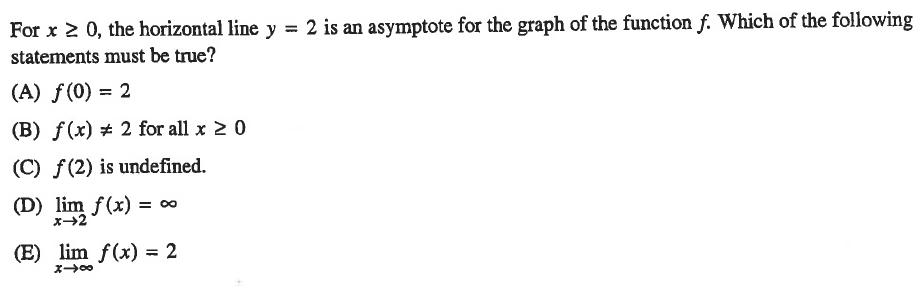 For x ≥ 0, the horizontal line y = 2 is an asymptote for the graph of the function f. Which of the following
statements must be true?
(A) f(0) = 2
(B) f(x) ≠ 2 for all x ≥ 0
(C) f(2) is undefined.
(D) lim f(x) = ∞
x→2
(E) lim f(x) = 2
x→∞